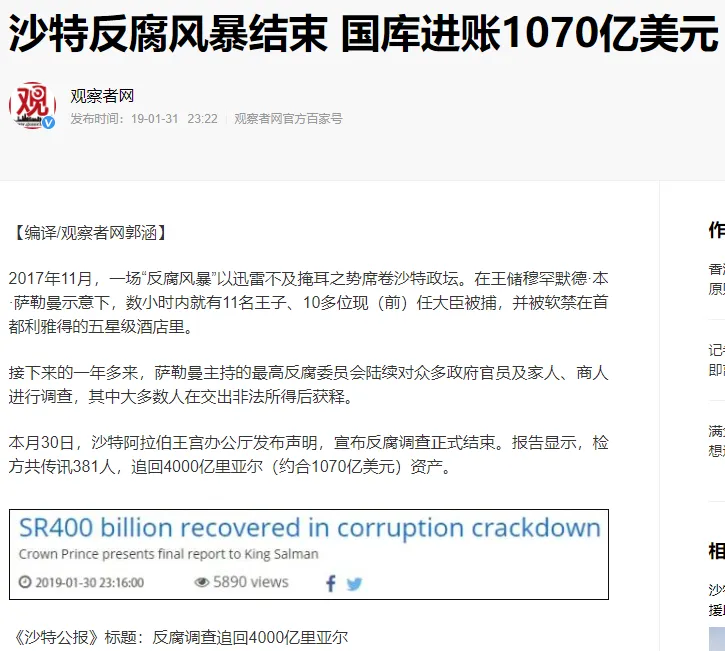 沙特反腐风暴结束 国库进账1070亿美元
观
观察者网
发布时间：19-01-31 23:22 观察者网官方百家号
【编译/观察者网郭涵】
2017年11月，一场“反腐风暴”以迅雷不及掩耳之势席卷沙特政坛。在王储穆罕默德·本
·萨勒曼示意下，数小时内就有11名王子、10多位现（前）任大臣被捕，并被软禁在首
都利雅得的五星级酒店里。
接下来的一年多来，萨勒曼主持的最高反腐委员会陆续对众多政府官员及家人、商人
进行调查，其中大多数人在交出非法所得后获释。
本月30日，沙特阿拉伯王宫办公厅发布声明，宣布反腐调查正式结束。报告显示，检
方共传讯381人，追回4000亿里亚尔（约合1070亿美元）资产。
SR400 billion recovered in corruption crackdown
Crown Prince presents final report to King Salman
2019-01-30 23:16:00 5890 views
《沙特公报》标题：反腐调查追回4000亿里亚尔
作
香
原
记
即
满
想
相
沙
援